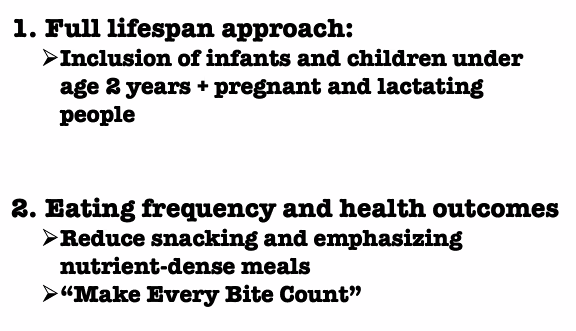 1. Full lifespan approach:
➢Inclusion of infants and children under
age 2 years + pregnant and lactating
people
2. Eating frequency and health outcomes
➢Reduce snacking and emphasizing
nutrient-dense meals
➢“Make Every Bite Count”